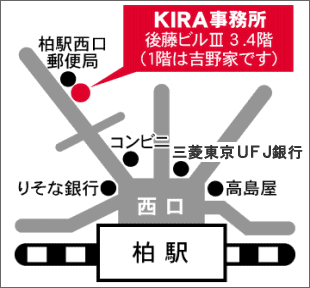 KIRA事務所
後藤ビルⅢ 3.4階
(1階は吉野家です)
柏駅西口
郵便局
コンビニ
三菱東京UFJ銀行
りそな銀行
高島屋
西口
柏駅